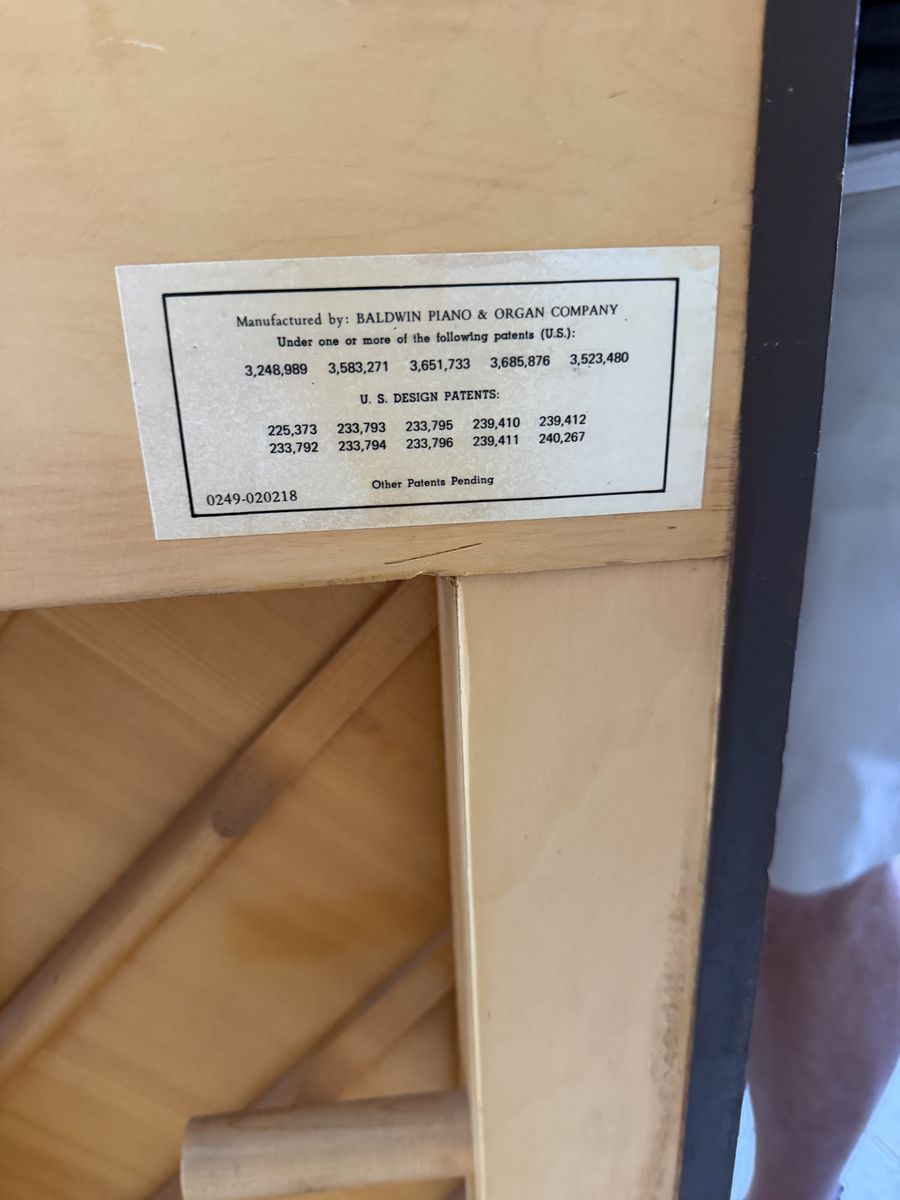 Manufactured by: BALDWIN PIANO & ORGAN COMPANY
Under one or more of the following patents (U.S.):
3,248,989 3,583,271 3,651,733 3,685,876 3,523,480
U. S. DESIGN PATENTS:
225,373 233,793 233,795 239,410 239,412
233,792 233,794 233,796 239,411 240,267
Other Patents Pending
0249-020218